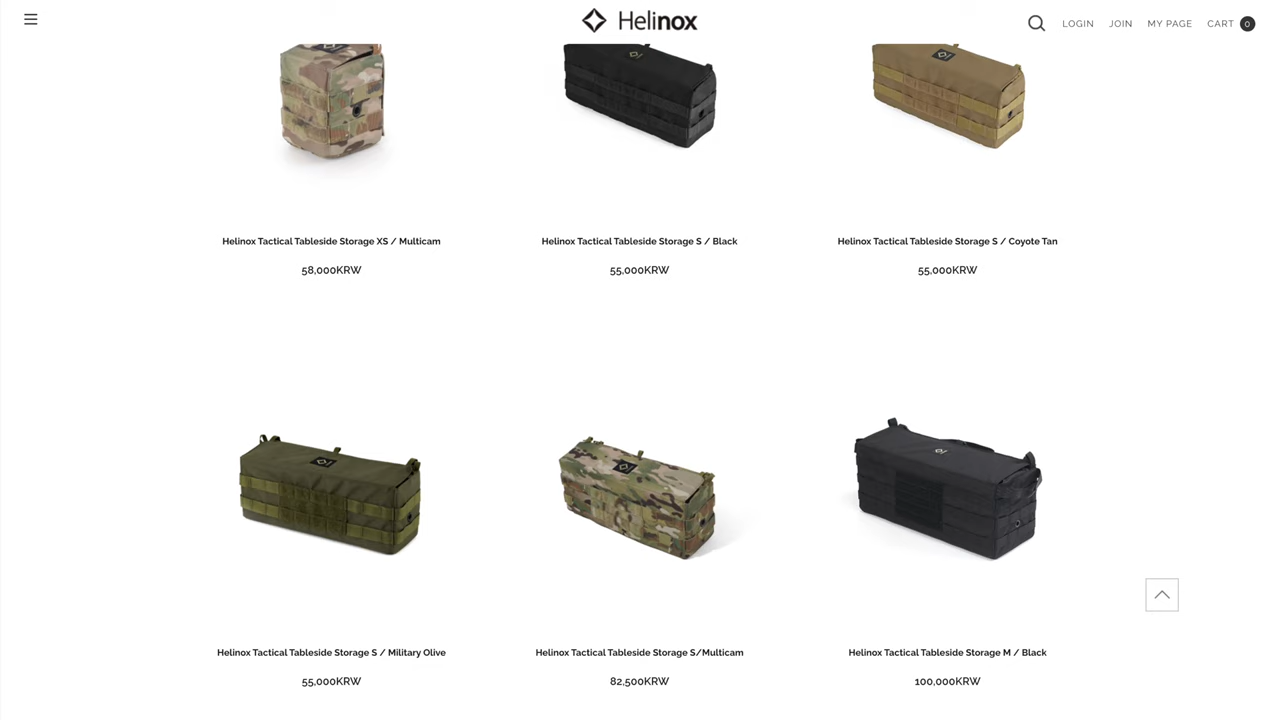 Helinox
LOGIN
JOIN
MY PAGE
CART 0
Helinox Tactical Tableside Storage XS / Multicam
58,000KRW
Helinox Tactical Tableside Storage S / Black
55,000KRW
Helinox Tactical Tableside Storage S / Coyote Tan
55,000KRW
Helinox Tactical Tableside Storage S / Military Olive
55,000KRW
Helinox Tactical Tableside Storage S/Multicam
82,500KRW
Helinox Tactical Tableside Storage M / Black
100,000KRW